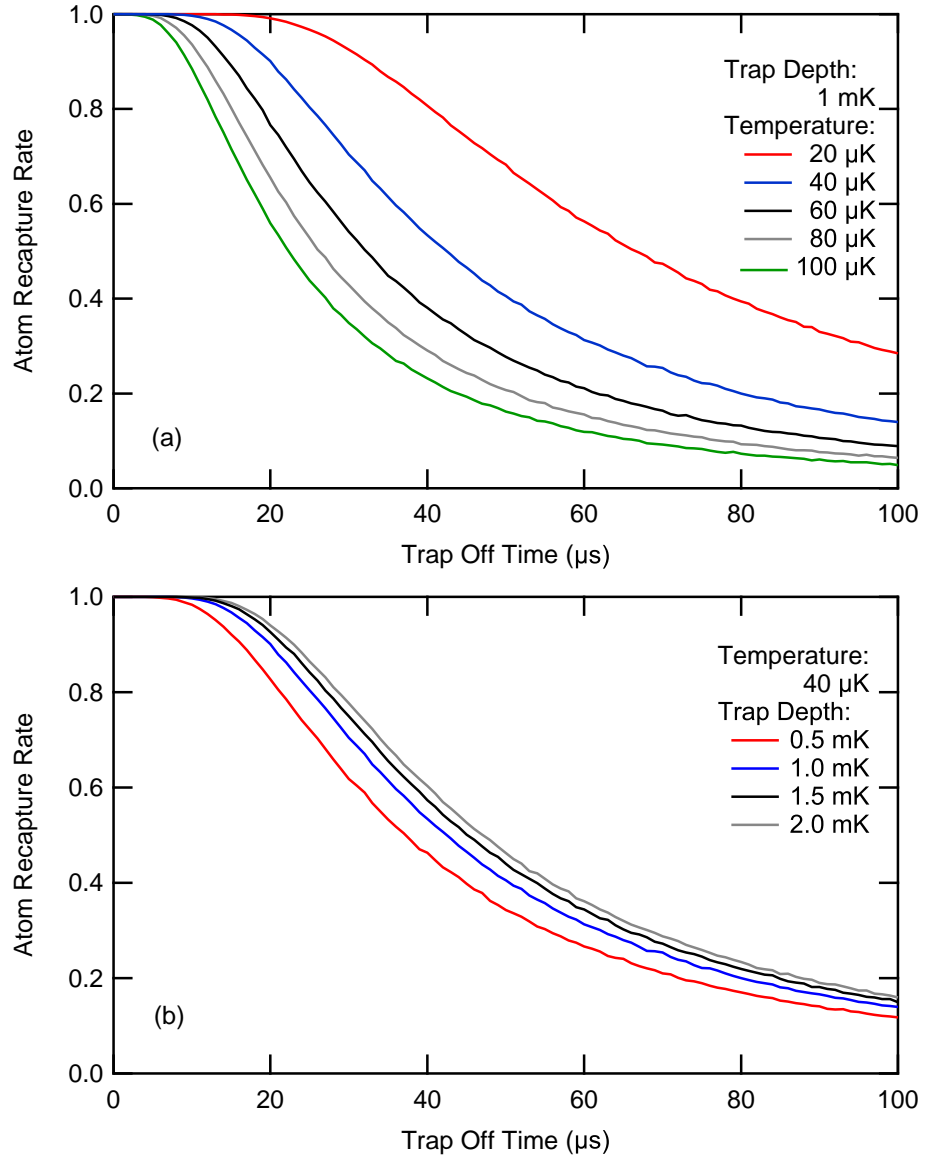 1.0
0.8
0.6
0.4
0.2
0.0
Atom Recapture Rate
Trap Depth:
1 mK
Temperature:
20 µK
40 µK
60 µK
80 µK
100 µK
(a)
0
20
40
60
80
100
Trap Off Time (µs)
1.0
0.8
0.6
0.4
0.2
0.0
Atom Recapture Rate
Temperature:
40 µK
Trap Depth:
0.5 mK
1.0 mK
1.5 mK
2.0 mK
(b)
0
20
40
60
80
100
Trap Off Time (µs)